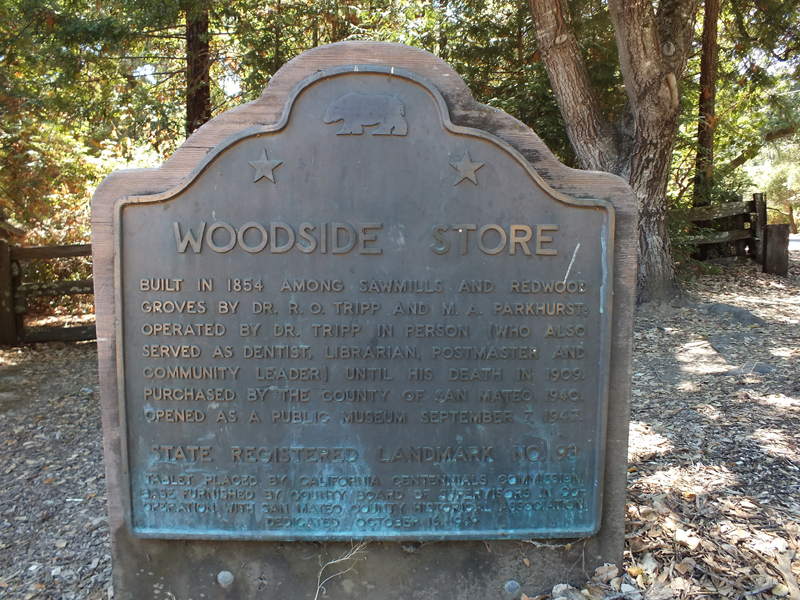 WOODSIDE STORE
BUILT IN 1854 AMONG SAWMILLS AND REDWOOD
GROVES BY DR. R. O. TRIPP AND M. A. PARKHURST.
OPERATED BY DR. TRIPP IN PERSON (WHO ALSO
SERVED AS DENTIST, LIBRARIAN, POSTMASTER AND
COMMUNITY LEADER) UNTIL HIS DEATH IN 1909.
PURCHASED BY THE COUNTY OF SAN MATEO 1940.
OPENED AS A PUBLIC MUSEUM SEPTEMBER 7, 1947.
STATE REGISTERED LANDMARK NO. 93
TABLET PLACED BY CALIFORNIA CENTENNIALS COMMISSION
BASE FURNISHED BY COUNTY BOARD OF SUPERVISORS IN CO-
OPERATION WITH SAN MATEO COUNTY HISTORICAL ASSOCIATION
DEDICATED OCTOBER